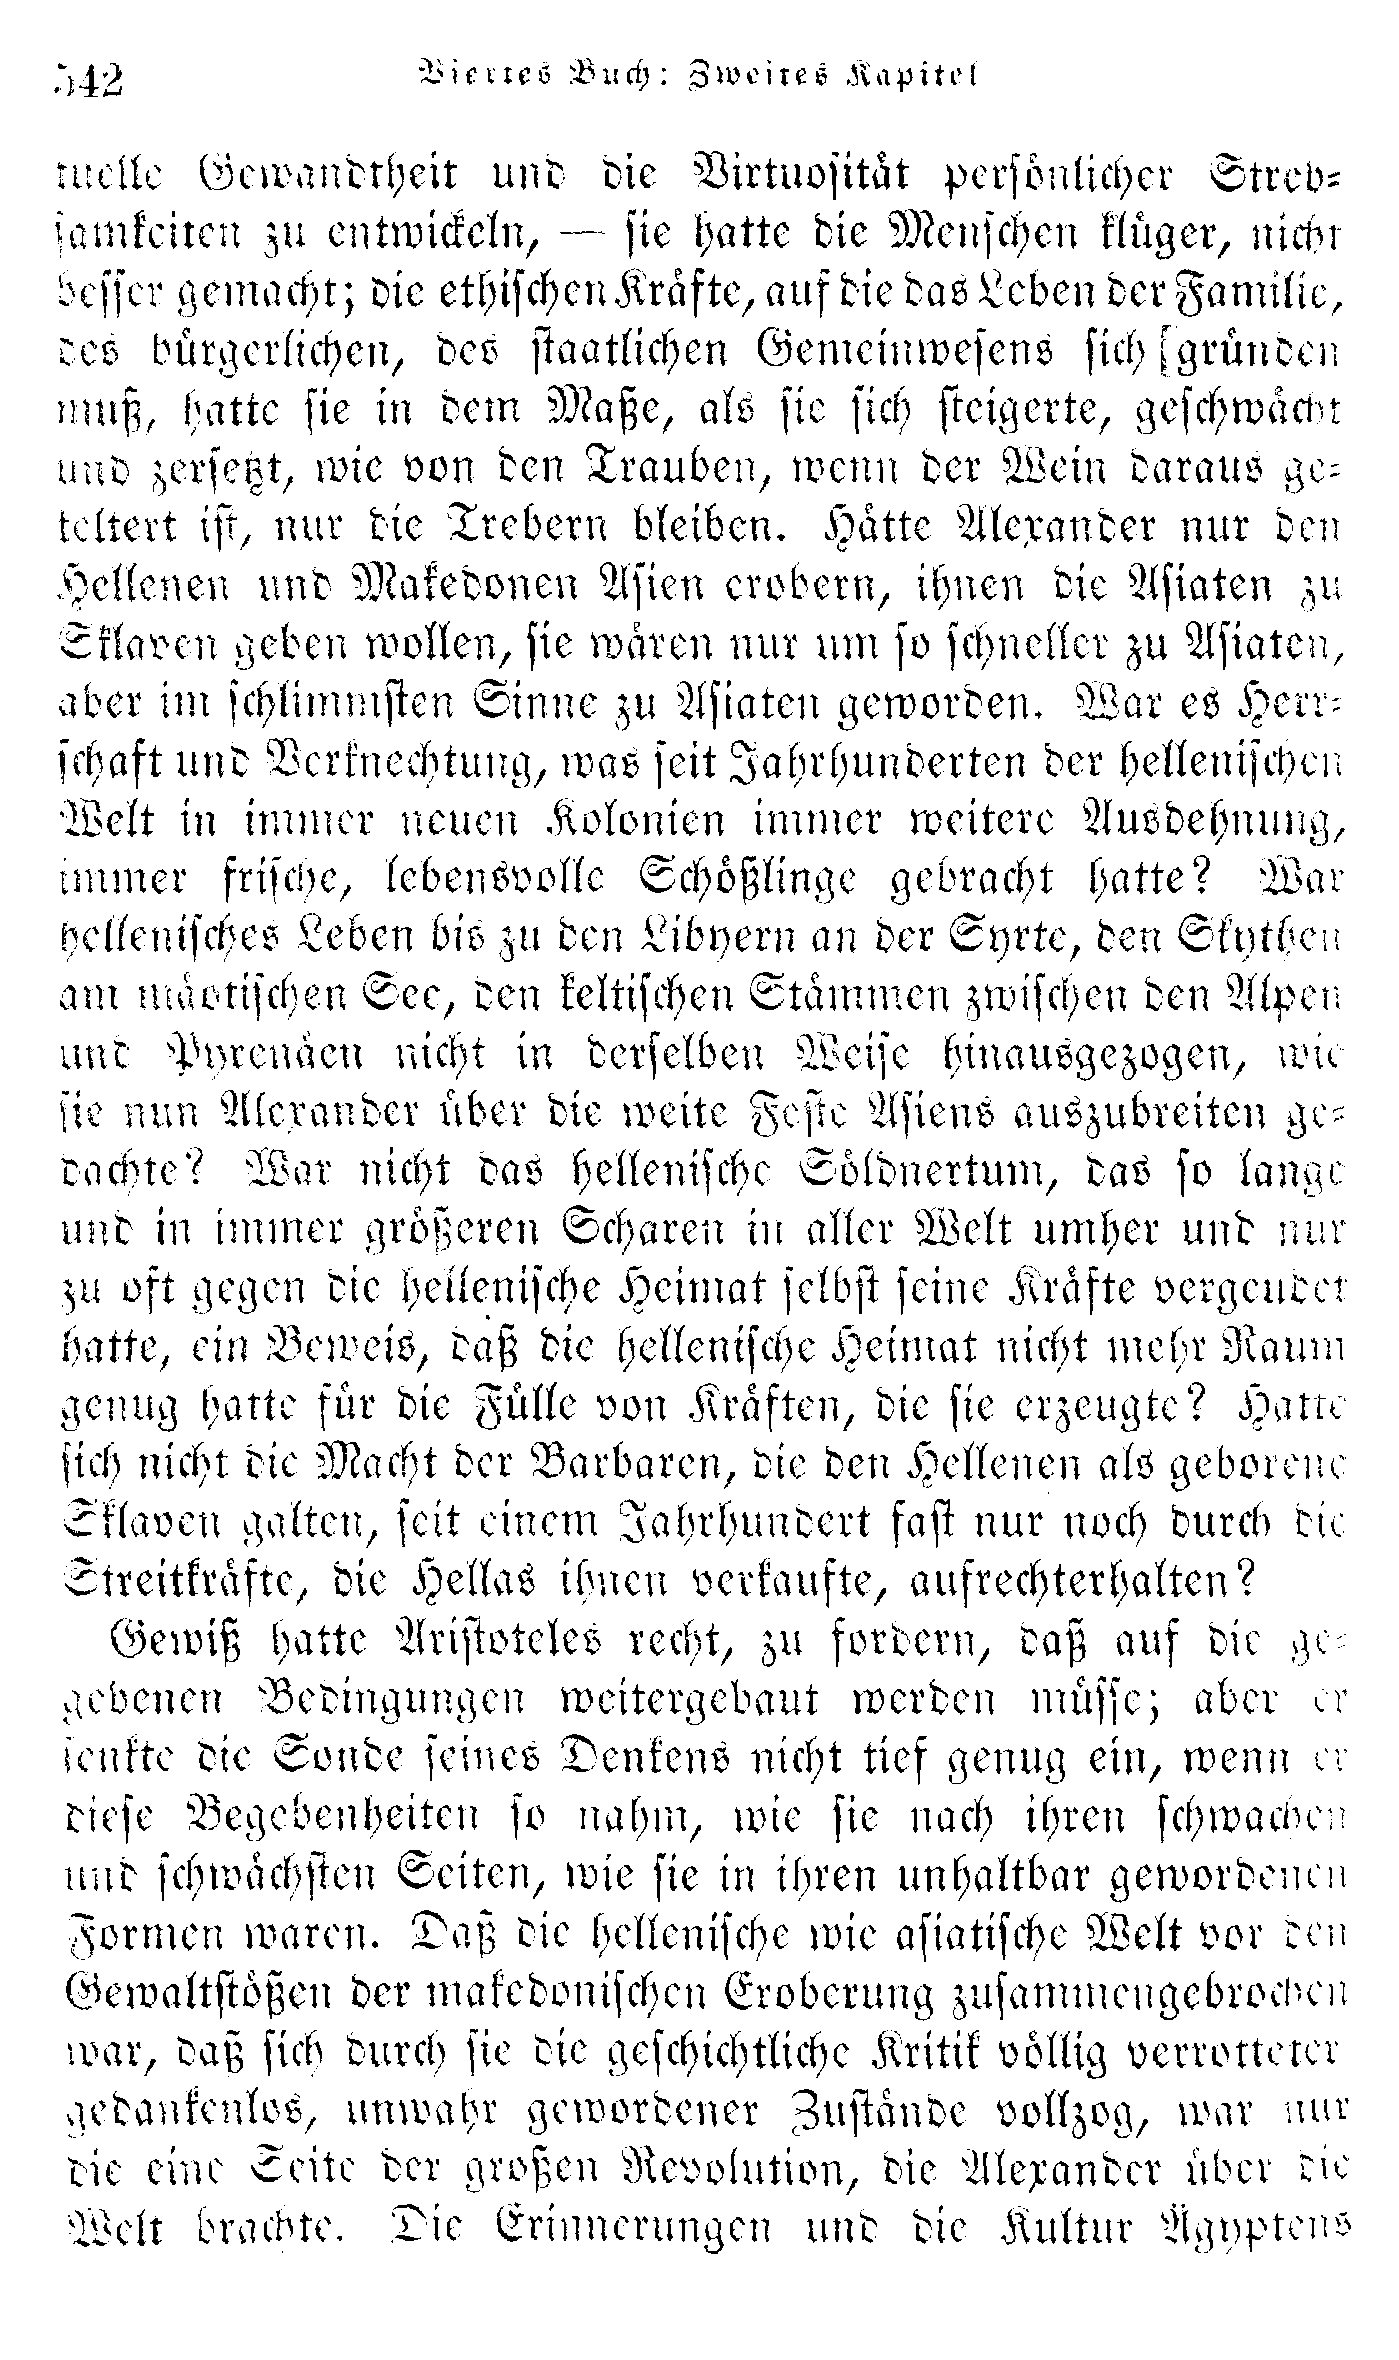 542 Viertes Buch: Zweites Kapitel
tuelle Gewandtheit und die Virtuosität persönlicher Streb-
samkeiten zu entwickeln, — sie hatte die Menschen klüger, nicht
besser gemacht; die ethischen Kräfte, auf die das Leben der Familie,
des bürgerlichen, des staatlichen Gemeinwesens sich gründen
muß, hatte sie in dem Maße, als sie sich steigerte, geschwächt
und zersetzt, wie von den Trauben, wenn der Wein daraus ge-
keltert ist, nur die Trebern bleiben. Hätte Alexander nur den
Hellenen und Makedonen Asien erobern, ihnen die Asiaten zu
Sklaven geben wollen, sie wären nur um so schneller zu Asiaten,
aber im schlimmsten Sinne zu Asiaten geworden. War es Herr-
schaft und Verknechtung, was seit Jahrhunderten der hellenischen
Welt in immer neuen Kolonien immer weitere Ausdehnung,
immer frische, lebensvolle Schößlinge gebracht hatte? War
hellenisches Leben bis zu den Libyern an der Syrte, den Skythen
am mäotischen See, den keltischen Stämmen zwischen den Alpen
und Pyrenäen nicht in derselben Weise hinausgezogen, wie
sie nun Alexander über die weite Feste Asiens auszubreiten ge-
dachte? War nicht das hellenische Söldnertum, das so lange
und in immer größeren Scharen in aller Welt umher und nur
zu oft gegen die hellenische Heimat selbst seine Kräfte vergeudet
hatte, ein Beweis, daß die hellenische Heimat nicht mehr Raum
genug hatte für die Fülle von Kräften, die sie erzeugte? Hatte
sich nicht die Macht der Barbaren, die den Hellenen als geborene
Sklaven galten, seit einem Jahrhundert fast nur noch durch die
Streitkräfte, die Hellas ihnen verkaufte, aufrechterhalten?
Gewiß hatte Aristoteles recht, zu fordern, daß auf die ge-
gebenen Bedingungen weitergebaut werden müsse; aber er
senkte die Sonde seines Denkens nicht tief genug ein, wenn er
diese Begebenheiten so nahm, wie sie nach ihren schwachen
und schwächsten Seiten, wie sie in ihren unhaltbar gewordenen
Formen waren. Daß die hellenische wie asiatische Welt vor den
Gewaltstößen der makedonischen Eroberung zusammengebrochen
war, daß sich durch sie die geschichtliche Kritik völlig verrotteter
gedankenlos, unwahr gewordener Zustände vollzog, war nur
die eine Seite der großen Revolution, die Alexander über die
Welt brachte. Die Erinnerungen und die Kultur Ägyptens